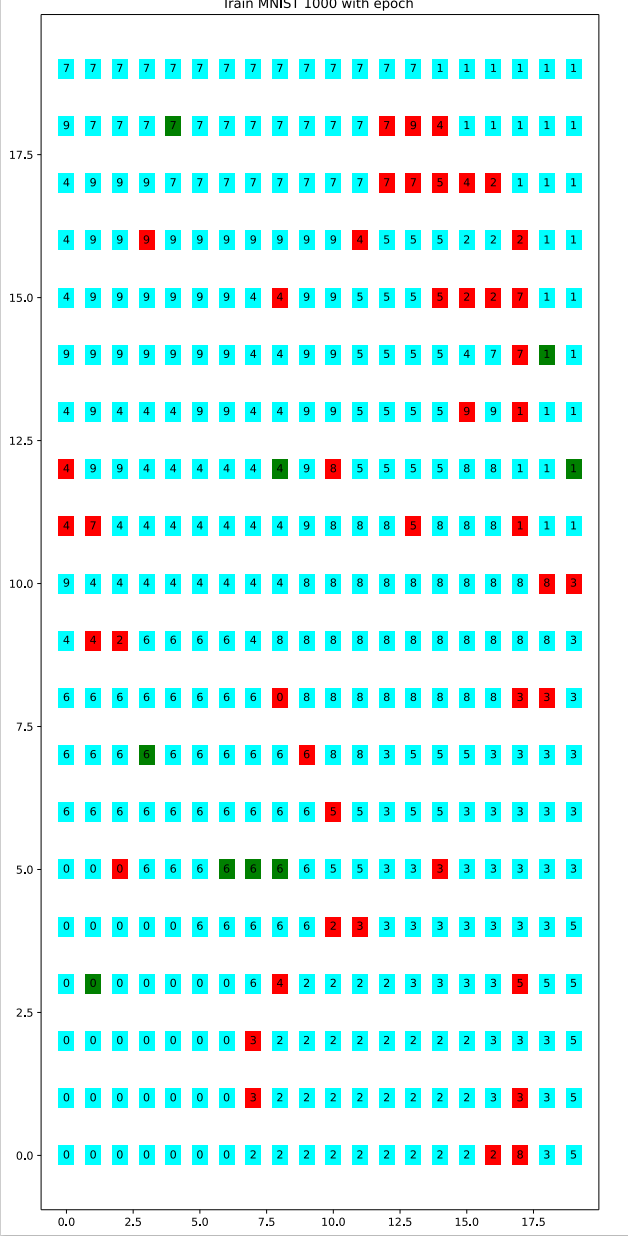 Train MNIST 1000 with epoch
7 7 7 7 7 7 7 7 7 7 7 7 7 7 1 1 1 1 1 1
9 7 7 7 7 7 7 7 7 7 7 7 7 9 4 1 1 1 1 1
17.5
4 9 9 9 7 7 7 7 7 7 7 7 7 7 5 4 2 1 1 1
4 9 9 9 9 9 9 9 9 9 9 4 5 5 5 2 2 2 1 1
15.0 4 9 9 9 9 9 9 4 4 9 9 5 5 5 5 2 2 7 1 1
9 9 9 9 9 9 9 4 4 9 9 5 5 5 5 4 7 7 1 1
4 9 4 4 4 9 9 4 4 9 9 5 5 5 5 9 9 1 1 1
12.5
4 9 9 4 4 4 4 4 4 9 8 5 5 5 5 8 8 1 1 1
4 7 4 4 4 4 4 4 4 9 8 8 8 5 8 8 8 1 1 1
10.0 9 4 4 4 4 4 4 4 4 8 8 8 8 8 8 8 8 8 8 3
4 4 2 6 6 6 6 4 8 8 8 8 8 8 8 8 8 8 8 3
6 6 6 6 6 6 6 6 0 8 8 8 8 8 8 8 8 3 3 3
7.5
6 6 6 6 6 6 6 6 6 6 8 8 3 5 5 5 3 3 3 3
6 6 6 6 6 6 6 6 6 6 5 5 3 5 5 3 3 3 3 3
5.0 0 0 0 6 6 6 6 6 6 6 5 5 3 3 3 3 3 3 3 3
0 0 0 0 0 6 6 6 6 6 2 3 3 3 3 3 3 3 3 5
0 0 0 0 0 0 0 6 4 2 2 2 2 3 3 3 3 5 5 5
2.5
0 0 0 0 0 0 0 3 2 2 2 2 2 2 2 2 3 3 3 5
0 0 0 0 0 0 0 3 2 2 2 2 2 2 2 2 3 3 3 5
0.0 0 0 0 0 0 0 0 2 2 2 2 2 2 2 2 2 2 8 3 5
0.0 2.5 5.0 7.5 10.0 12.5 15.0 17.5